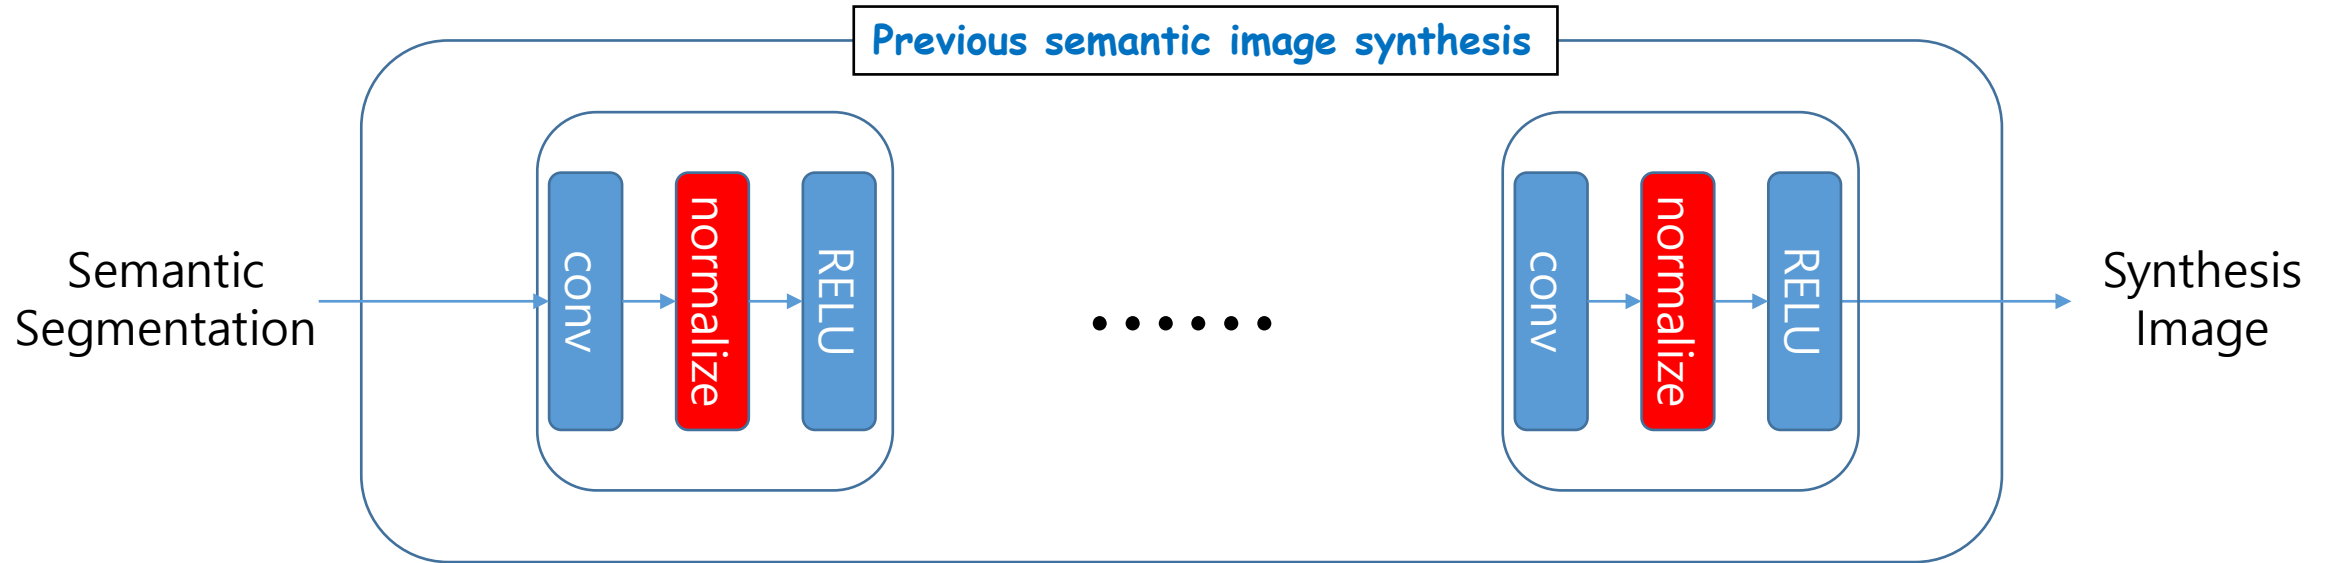 Previous semantic image synthesis
Semantic
Segmentation
conv
normalize
RELU
......
conv
normalize
RELU
Synthesis
Image